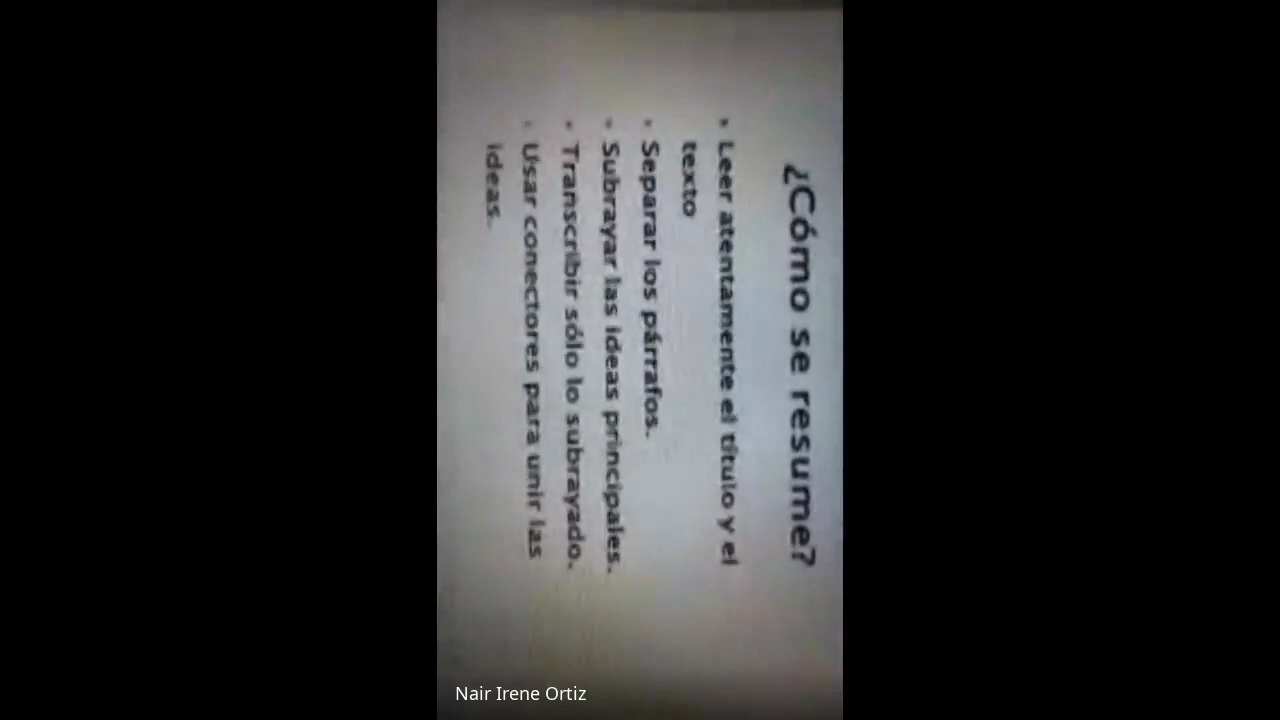 ¿Cómo se resume?
• Leer atentamente el título y el
texto
• Separar los párrafos.
• Subrayar las ideas principales.
• Transcribir sólo lo subrayado.
• Usar conectores para unir las
ideas.
Nair Irene Ortiz